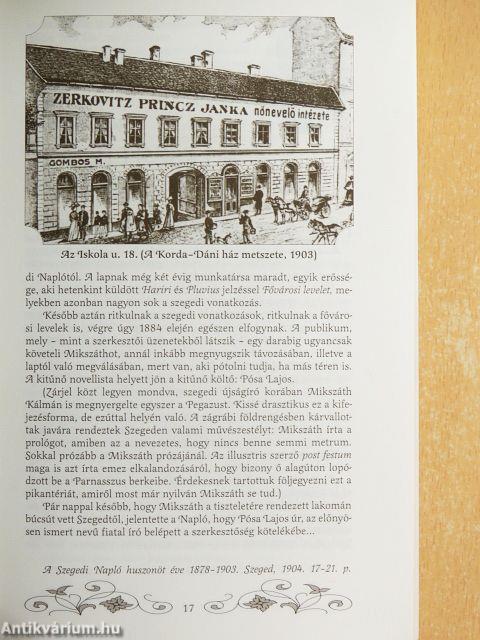 ZERKOVITZ PRINCZ JANKA nőnevelő intézete
GOMBOS M.
Az Iskola u. 18. (A Korda–Dáni ház metszete, 1903)
di Naplótól. A lapnak még két évig munkatársa maradt, egyik erőssé-
ge, aki hetenkint küldött Hariri és Pluvius jelzéssel Fővárosi levelet, me-
lyekben azonban nagyon sok a szegedi vonatkozás.
Később aztán ritkulnak a szegedi vonatkozások, ritkulnak a főváro-
si levelek is, végre úgy 1884 elején egészen elfogynak. A publikum,
mely – mint a szerkesztői üzenetekből látszik – egy darabig ugyancsak
követeli Mikszáthot, annál inkább megnyugszik távozásában, illetve a
laptól való megválásában, mert van, aki pótolni tudja, ha más téren is.
A kitűnő novellista helyett jön a kitűnő költő: Pósa Lajos.
(Zárjel közt legyen mondva, szegedi újságíró korában Mikszáth
Kálmán is megnyergelte egyszer a Pegazust. Kissé drasztikus ez a kife-
jezésforma, de ezúttal helyén való. A zágrábi földrengésben kárvallot-
tak javára rendeztek Szegeden valami művészestélyt: Mikszáth írta a
prológot, amiben az a nevezetes, hogy nincs benne semmi metrum.
Sokkal prózább a Mikszáth prózájánál. Az illusztris szerző post festum
maga is azt írta emez elkalandozásáról, hogy bizony ő alagúton lopó-
dzott be a Parnasszus berkeibe. Érdekesnek tartottuk följegyezni ezt a
pikantériát, amiről most már nyilván Mikszáth se tud.)
Pár nappal később, hogy Mikszáth a tiszteletére rendezett lakomán
búcsút vett Szegedtől, jelentette a Napló, hogy Pósa Lajos úr, az előnyö-
sen ismert nevű fiatal író belépett a szerkesztőség kötelékébe...
A Szegedi Napló huszonöt éve 1878–1903. Szeged, 1904. 17–21. p.
17
Antikvárium.hu